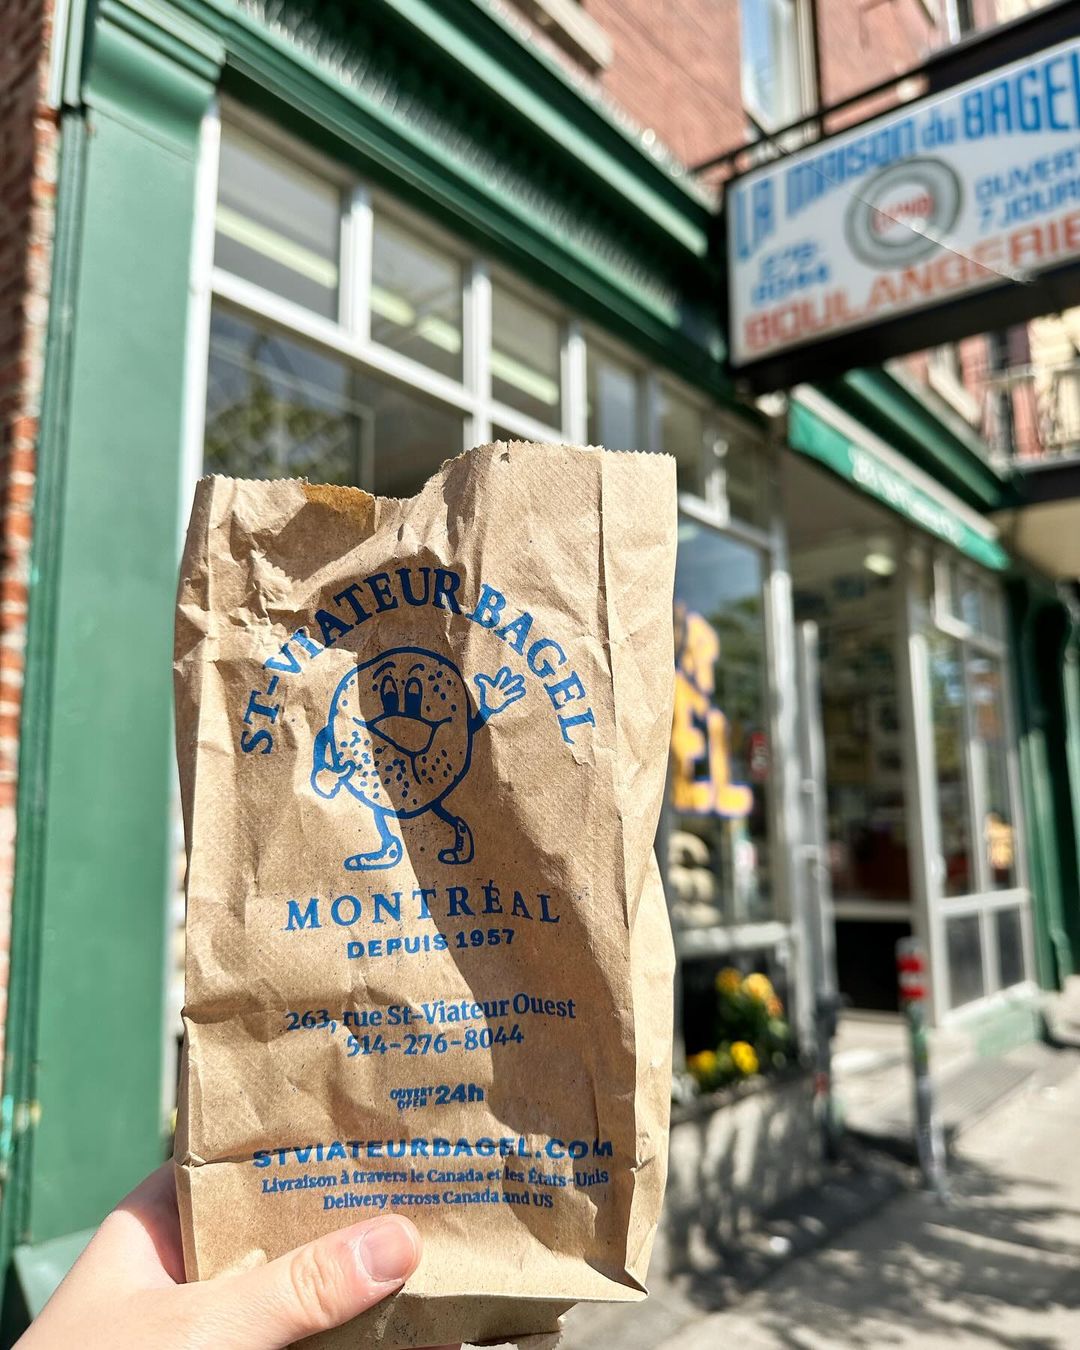 LA MAISON du BAGEL
OUVERT
7 JOURS
276-
8044
BOULANGERIE
ST-VIATEUR BAGEL
MONTRÉAL
DEPUIS 1957
263, rue St-Viateur Ouest
514-276-8044
OUVERT
OPEN 24h
STVIATEURBAGEL.COM
Livraison à travers le Canada et les États-Unis
Delivery across Canada and US